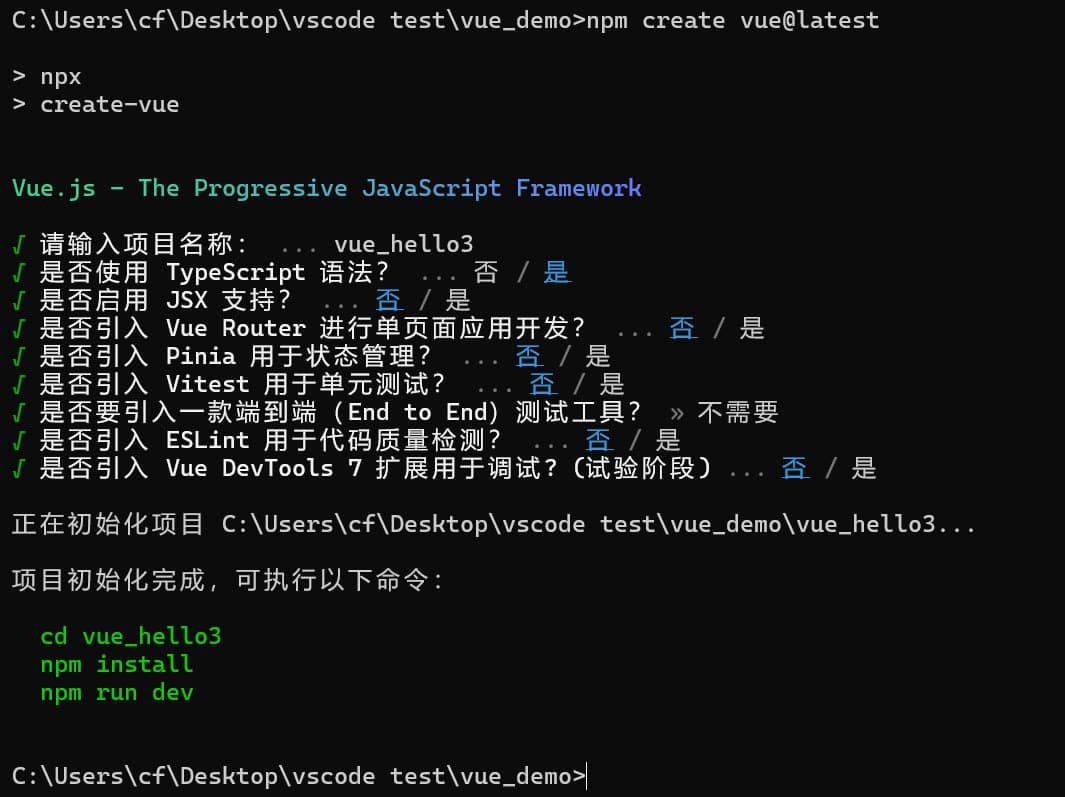 C:\Users\cf\Desktop\vscode test\vue_demo>npm create vue@latest
> npx
> create-vue
Vue.js - The Progressive JavaScript Framework
√ 请输入项目名称： ... vue_hello3
√ 是否使用 TypeScript 语法？ ... 否 / 是
√ 是否启用 JSX 支持？ ... 否 / 是
√ 是否引入 Vue Router 进行单页面应用开发？ ... 否 / 是
√ 是否引入 Pinia 用于状态管理？ ... 否 / 是
√ 是否引入 Vitest 用于单元测试？ ... 否 / 是
√ 是否要引入一款端到端（End to End）测试工具？ » 不需要
√ 是否引入 ESLint 用于代码质量检测？ ... 否 / 是
√ 是否引入 Vue DevTools 7 扩展用于调试？(试验阶段) ... 否 / 是
正在初始化项目 C:\Users\cf\Desktop\vscode test\vue_demo\vue_hello3...
项目初始化完成，可执行以下命令：
cd vue_hello3
npm install
npm run dev
C:\Users\cf\Desktop\vscode test\vue_demo>